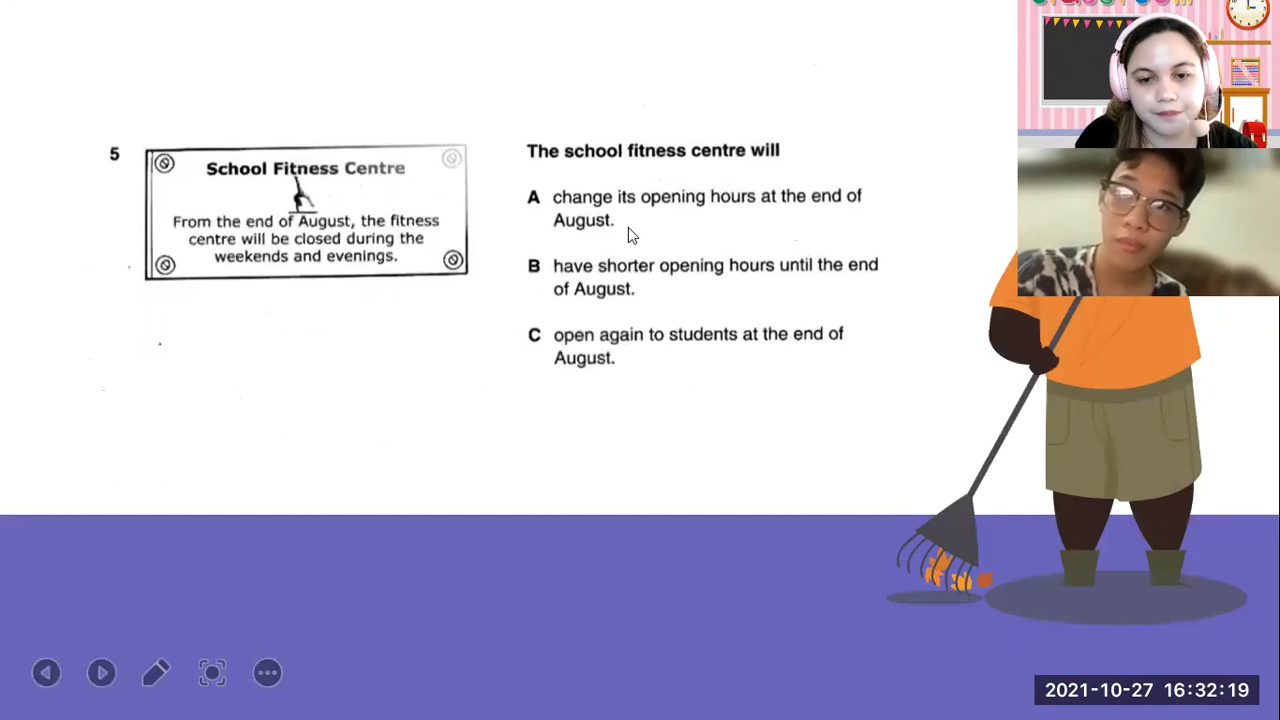 5
School Fitness Centre
From the end of August, the fitness
centre will be closed during the
weekends and evenings.
The school fitness centre will
A change its opening hours at the end of
August.
B have shorter opening hours until the end
of August.
C open again to students at the end of
August.
2021-10-27 16:32:19